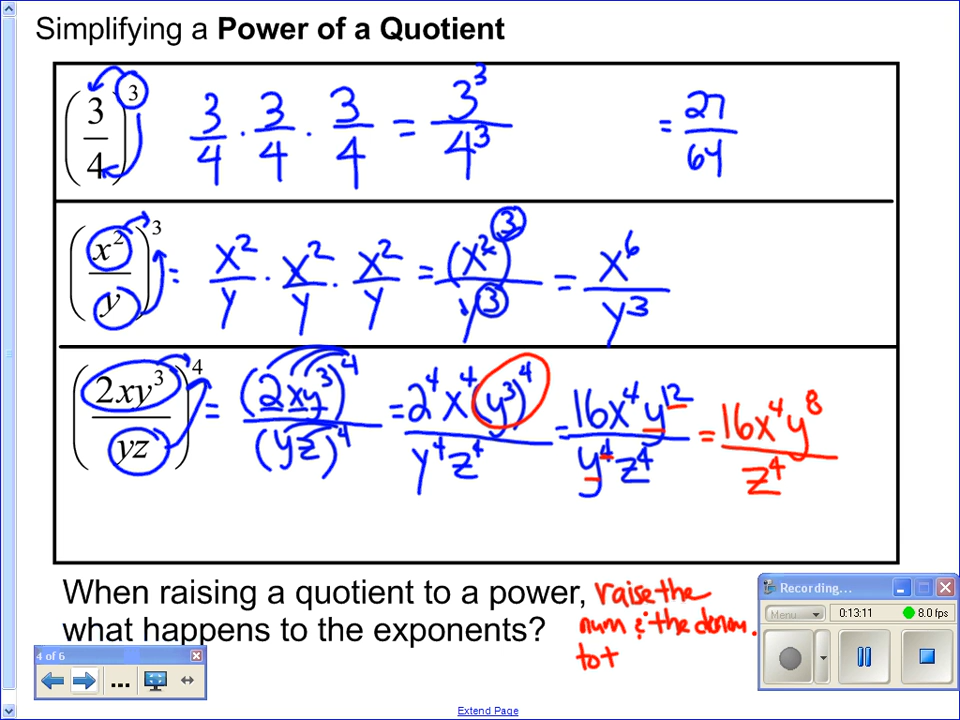 Simplifying a Power of a Quotient
(3/4)^3 3/4 · 3/4 · 3/4 = 3^3/4^3 = 27/64
(x^2/y)^3 = x^2/y · x^2/y · x^2/y = (x^2)^3/y^3 = x^6/y^3
(2xy^3/yz)^4 = (2xy^3)^4/(yz)^4 = 2^4x^4(y^3)^4/y^4z^4 = 16x^4y^12/y^4z^4 = 16x^4y^8/z^4
When raising a quotient to a power, raise the
what happens to the exponents? num & the denom.
to t
Recording...
Menu 0:13:11 8.0 fps
4 of 6
...
Extend Page